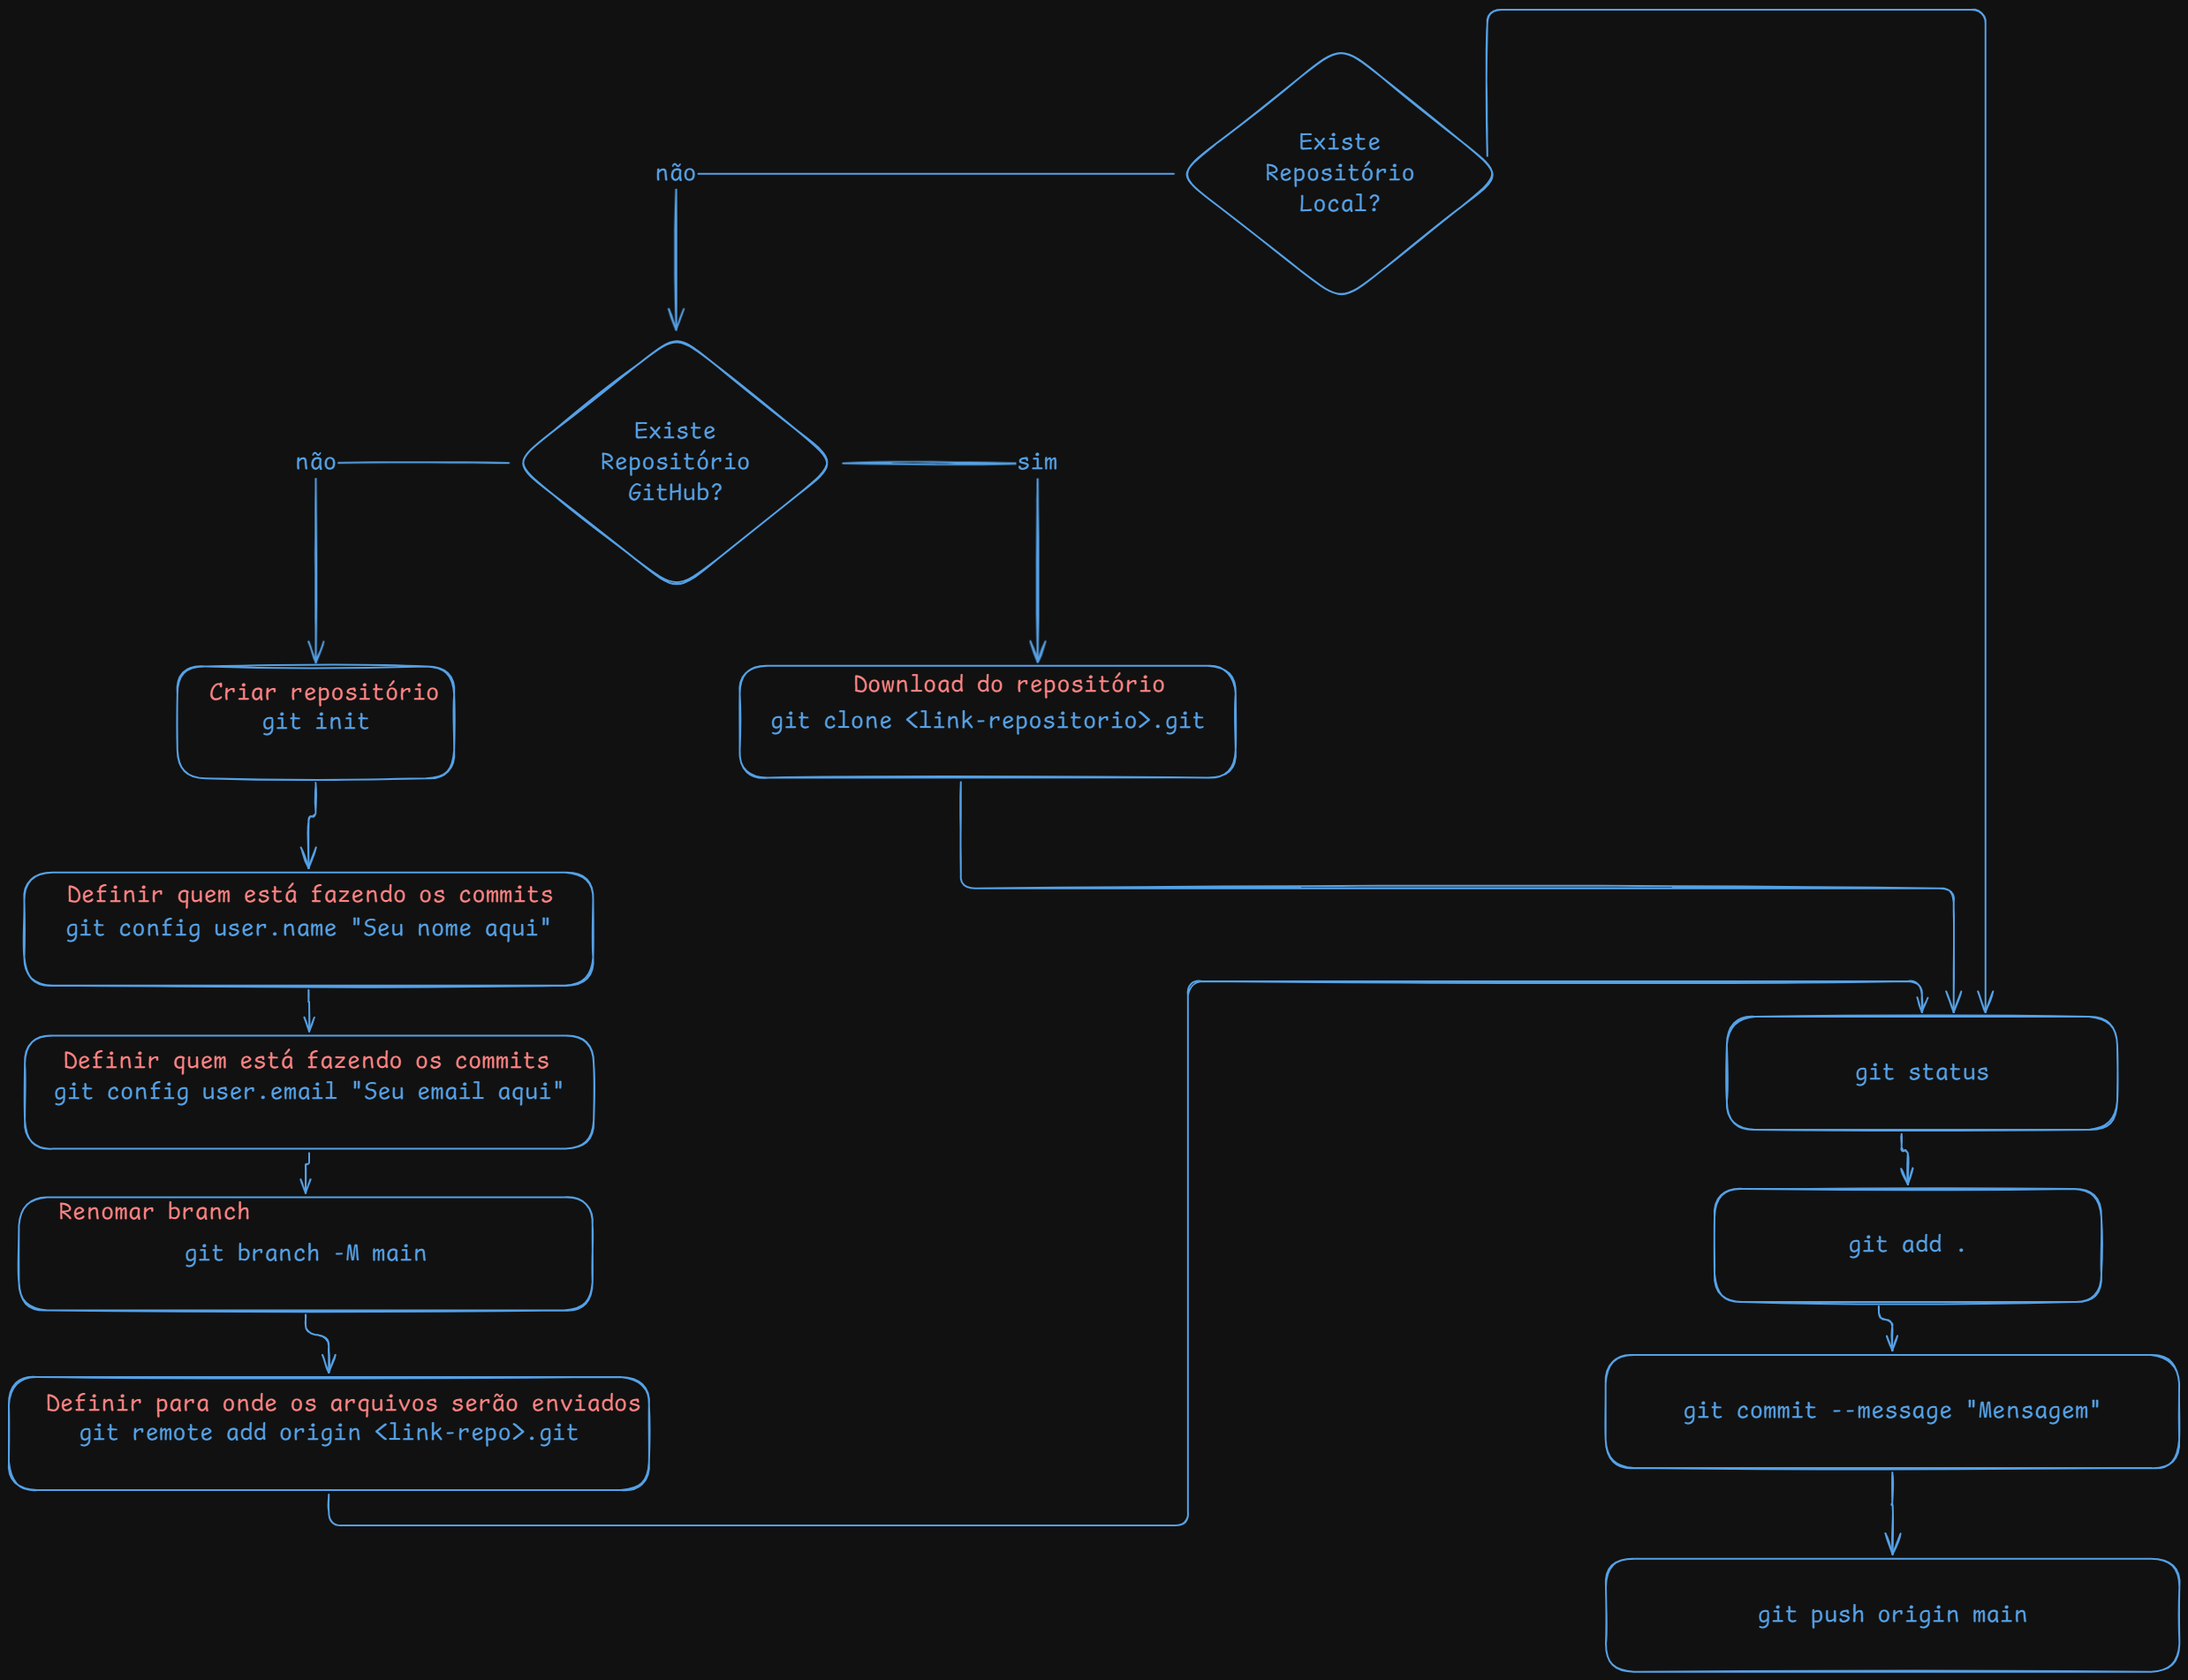 Existe
Repositório
Local?
não
Existe
Repositório
GitHub?
não
sim
Criar repositório
git init
Download do repositório
git clone <link-repositorio>.git
Definir quem está fazendo os commits
git config user.name "Seu nome aqui"
Definir quem está fazendo os commits
git config user.email "Seu email aqui"
Renomar branch
git branch -M main
Definir para onde os arquivos serão enviados
git remote add origin <link-repo>.git
git status
git add .
git commit --message "Mensagem"
git push origin main